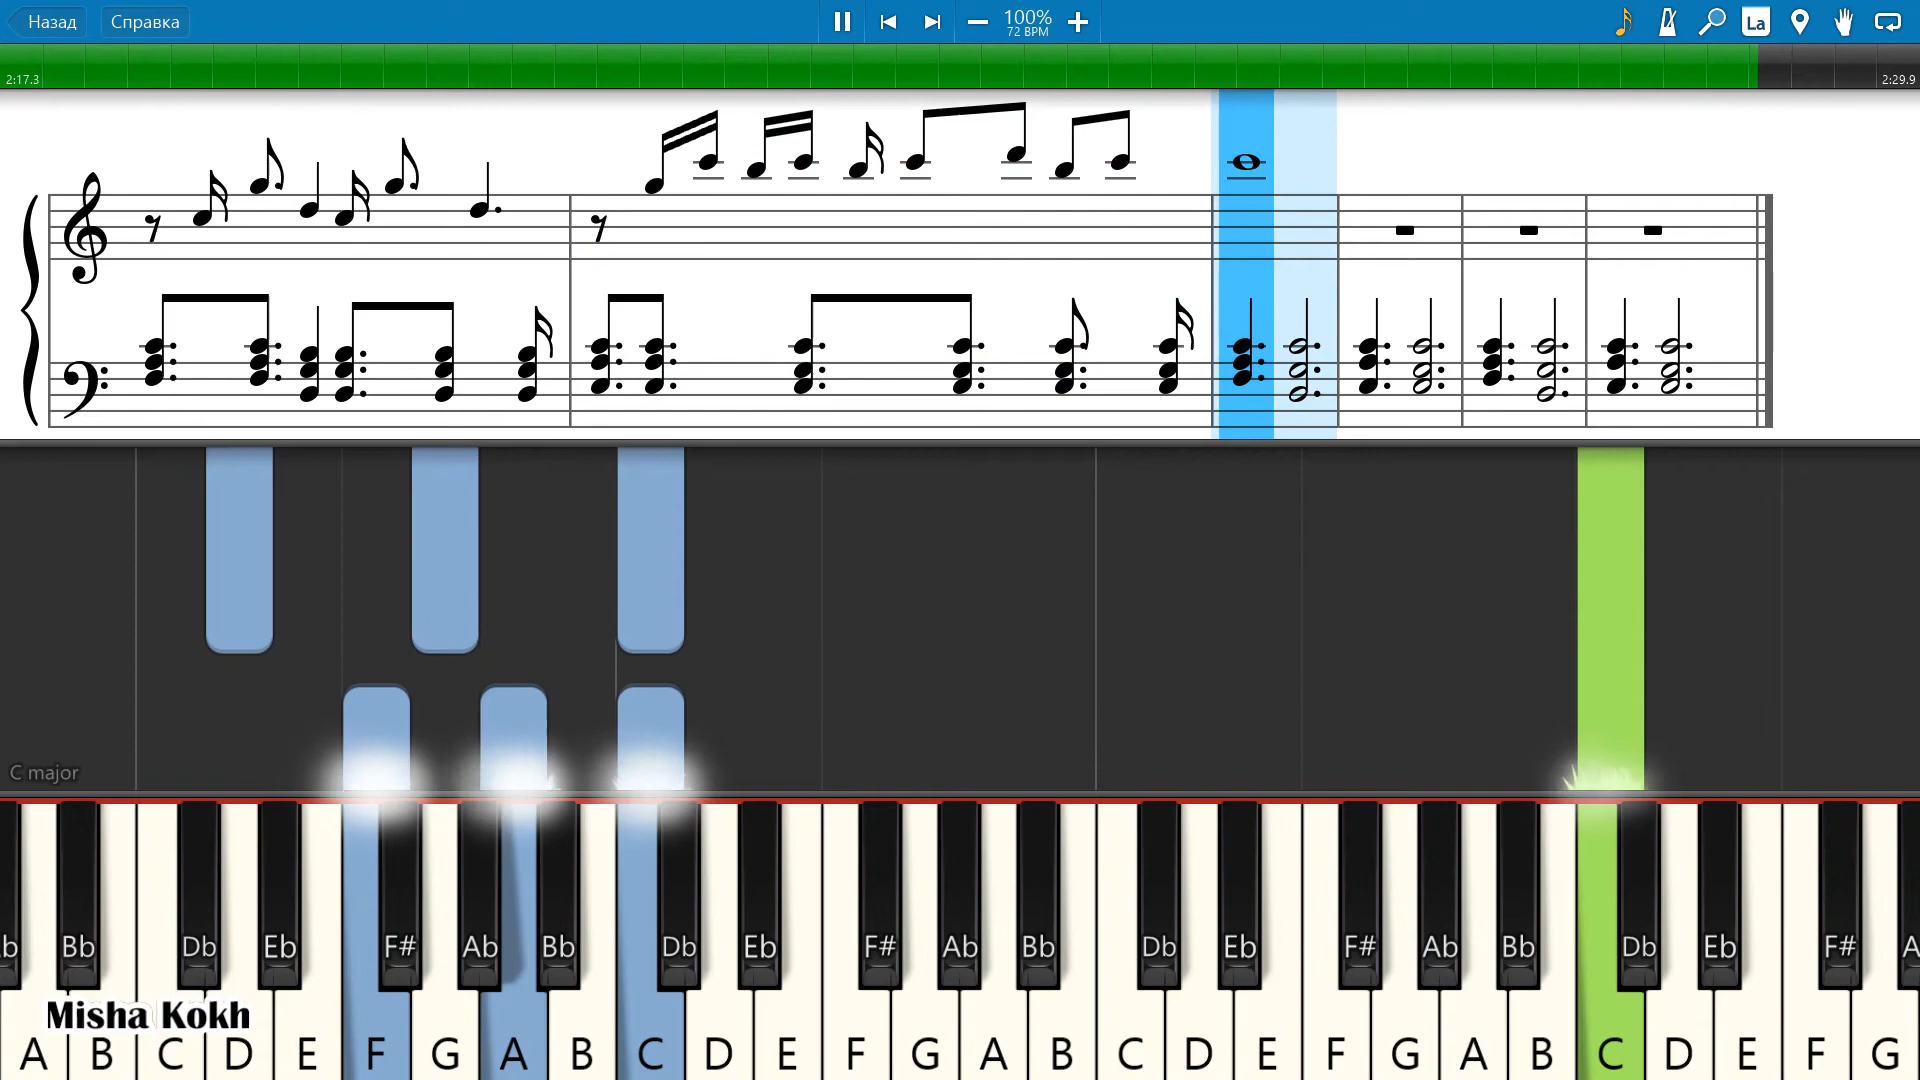 Назад Справка 100% La
72 BPM
2:17.3 2:29.9
C major
Bb Db Eb F# Ab Bb Db Eb F# Ab Bb Db Eb F# Ab Bb Db Eb F#
Misha Kokh
A B C D E F G A B C D E F G A B C D E F G A B C D E F G